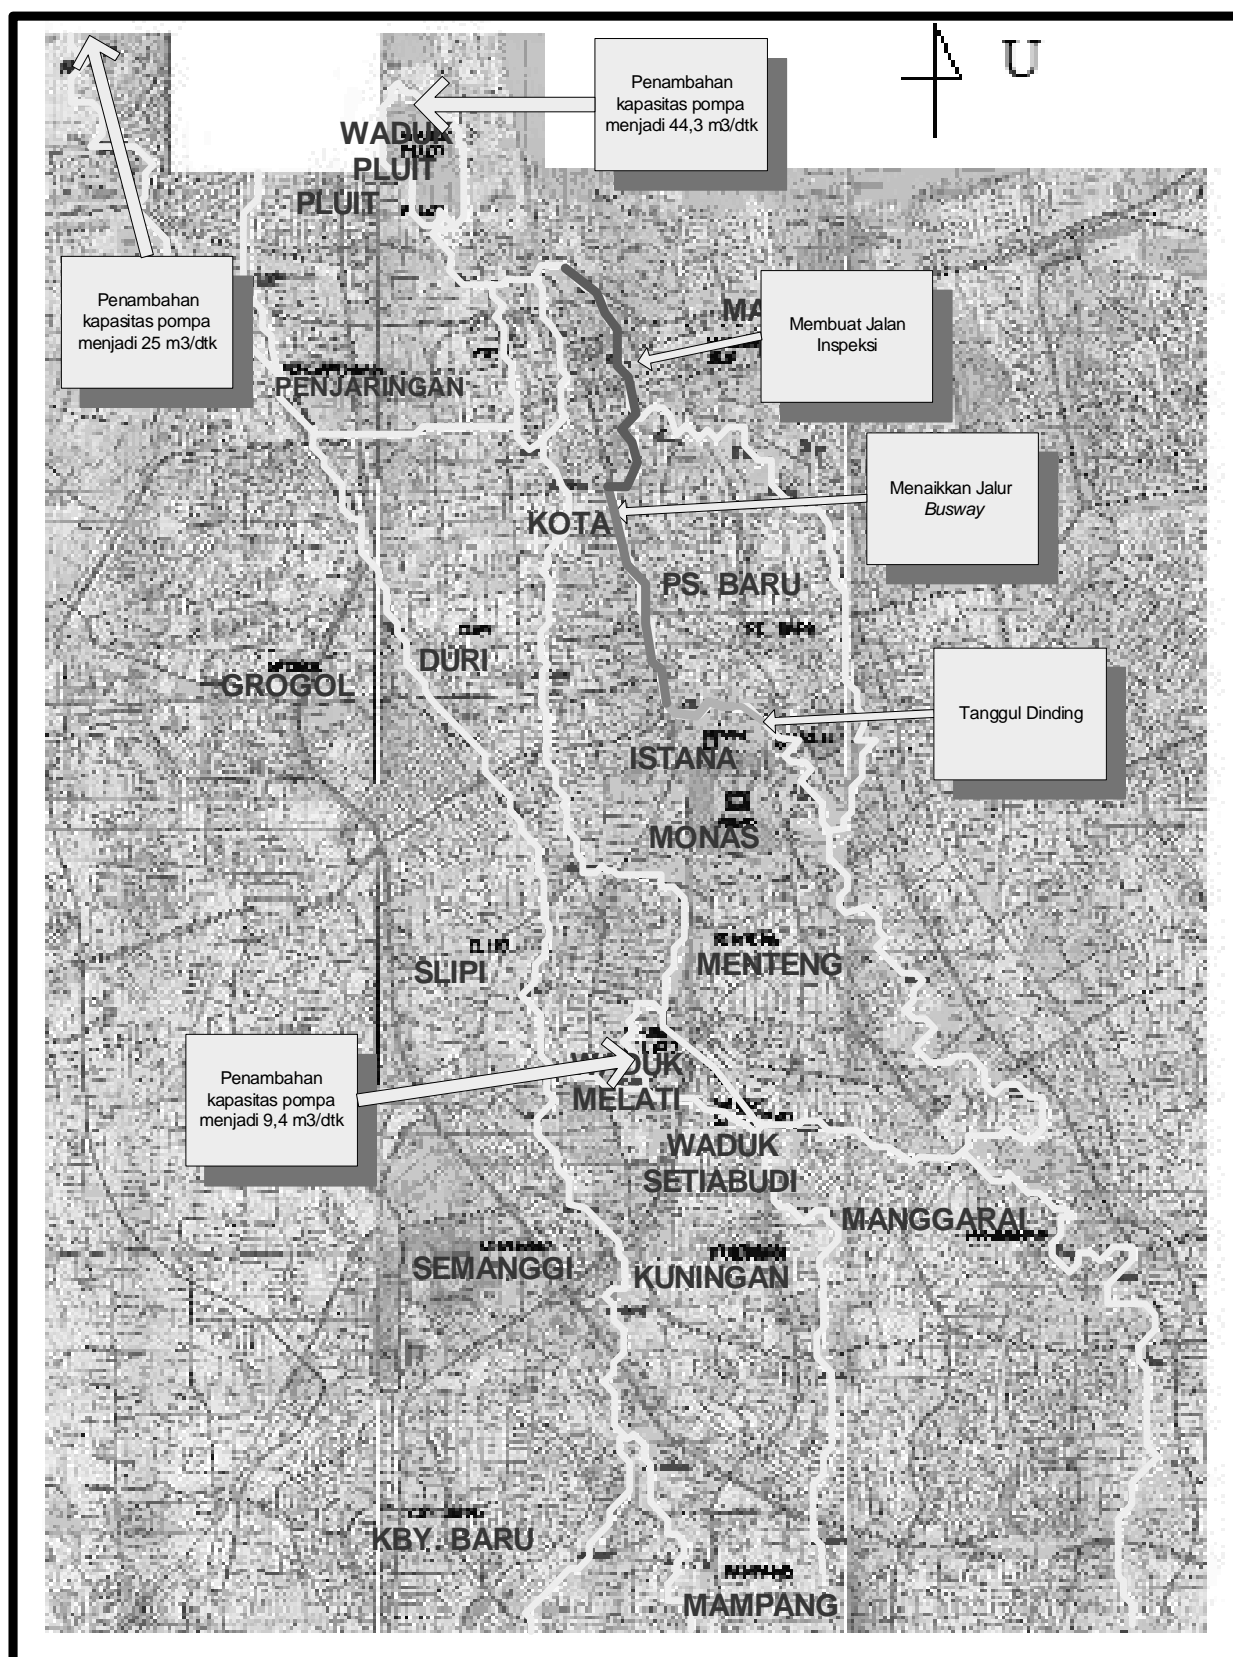 U
Penambahan
kapasitas pompa
menjadi 44,3 m3/dtk
WADUK
PLUIT
PLUIT
Penambahan
kapasitas pompa
menjadi 25 m3/dtk
MA
Membuat Jalan
Inspeksi
PENJARINGAN
Menaikkan Jalur
Busway
KOTA
PS. BARU
DURI
GROGOL
Tanggul Dinding
ISTANA
MONAS
MENTENG
SLIPI
Penambahan
kapasitas pompa
menjadi 9,4 m3/dtk
WADUK
MELATI
WADUK
SETIABUDI
MANGGARAI
SEMANGGI
KUNINGAN
KBY. BARU
MAMPANG